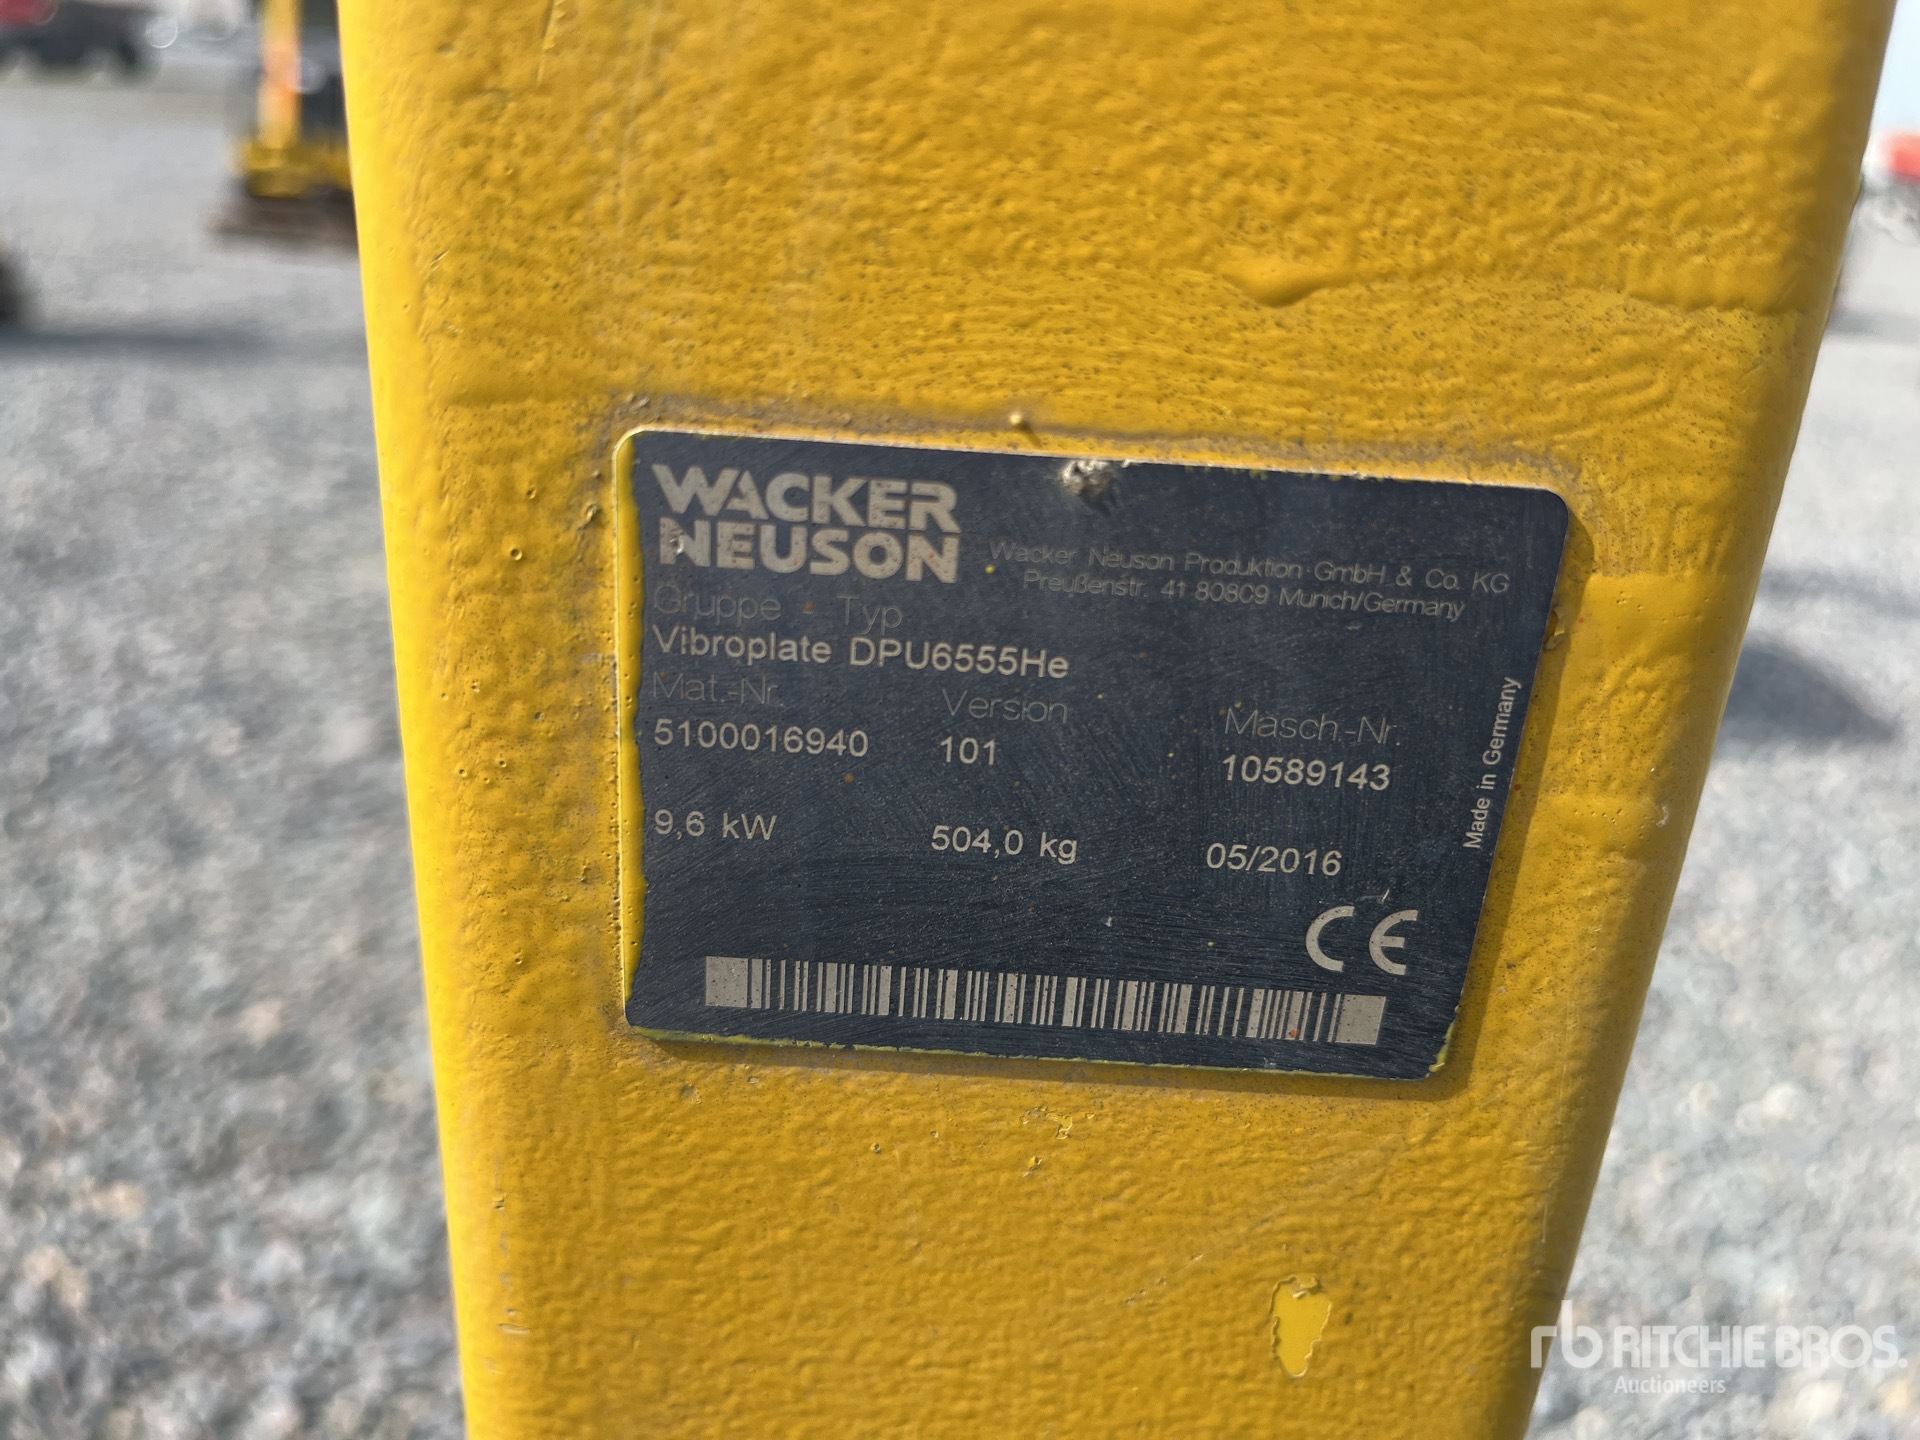 WACKER
NEUSON
Wacker Neuson Produktion GmbH & Co. KG
Preußenstr. 41 80809 Munich/Germany
Gruppe - Typ
Vibroplate DPU6555He
Mat.-Nr. Version Masch.-Nr.
5100016940 101 10589143
9,6 kW 504,0 kg 05/2016
Made in Germany
CE
rb RITCHIE BROS.
Auctioneers